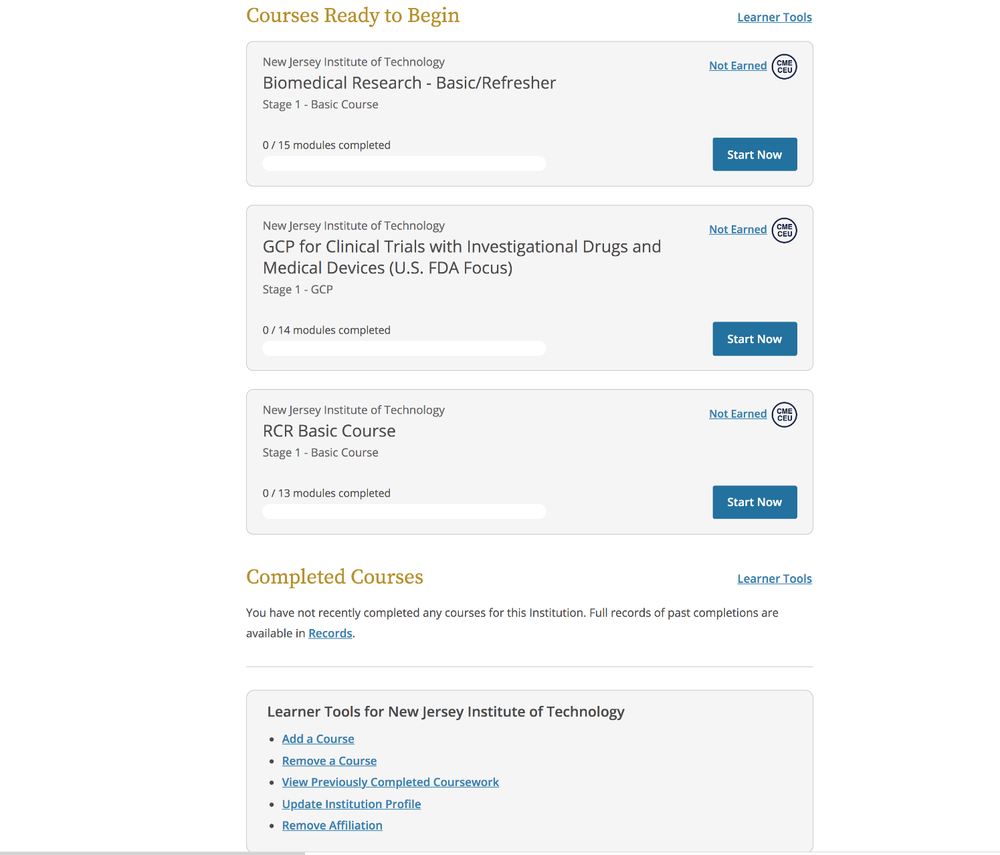 Courses Ready to Begin
Learner Tools
New Jersey Institute of Technology
Not Earned
CME
CEU
Biomedical Research - Basic/Refresher
Stage 1 - Basic Course
0 / 15 modules completed
Start Now
New Jersey Institute of Technology
Not Earned
CME
CEU
GCP for Clinical Trials with Investigational Drugs and
Medical Devices (U.S. FDA Focus)
Stage 1 - GCP
0 / 14 modules completed
Start Now
New Jersey Institute of Technology
Not Earned
CME
CEU
RCR Basic Course
Stage 1 - Basic Course
0 / 13 modules completed
Start Now
Completed Courses
Learner Tools
You have not recently completed any courses for this Institution. Full records of past completions are
available in Records.
Learner Tools for New Jersey Institute of Technology
• Add a Course
• Remove a Course
• View Previously Completed Coursework
• Update Institution Profile
• Remove Affiliation